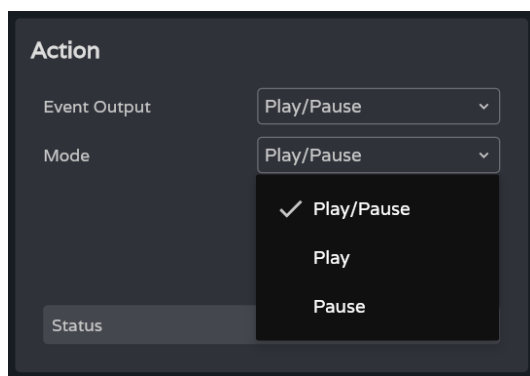 Action
Event Output Play/Pause
Mode Play/Pause
Play/Pause
Play
Pause
Status